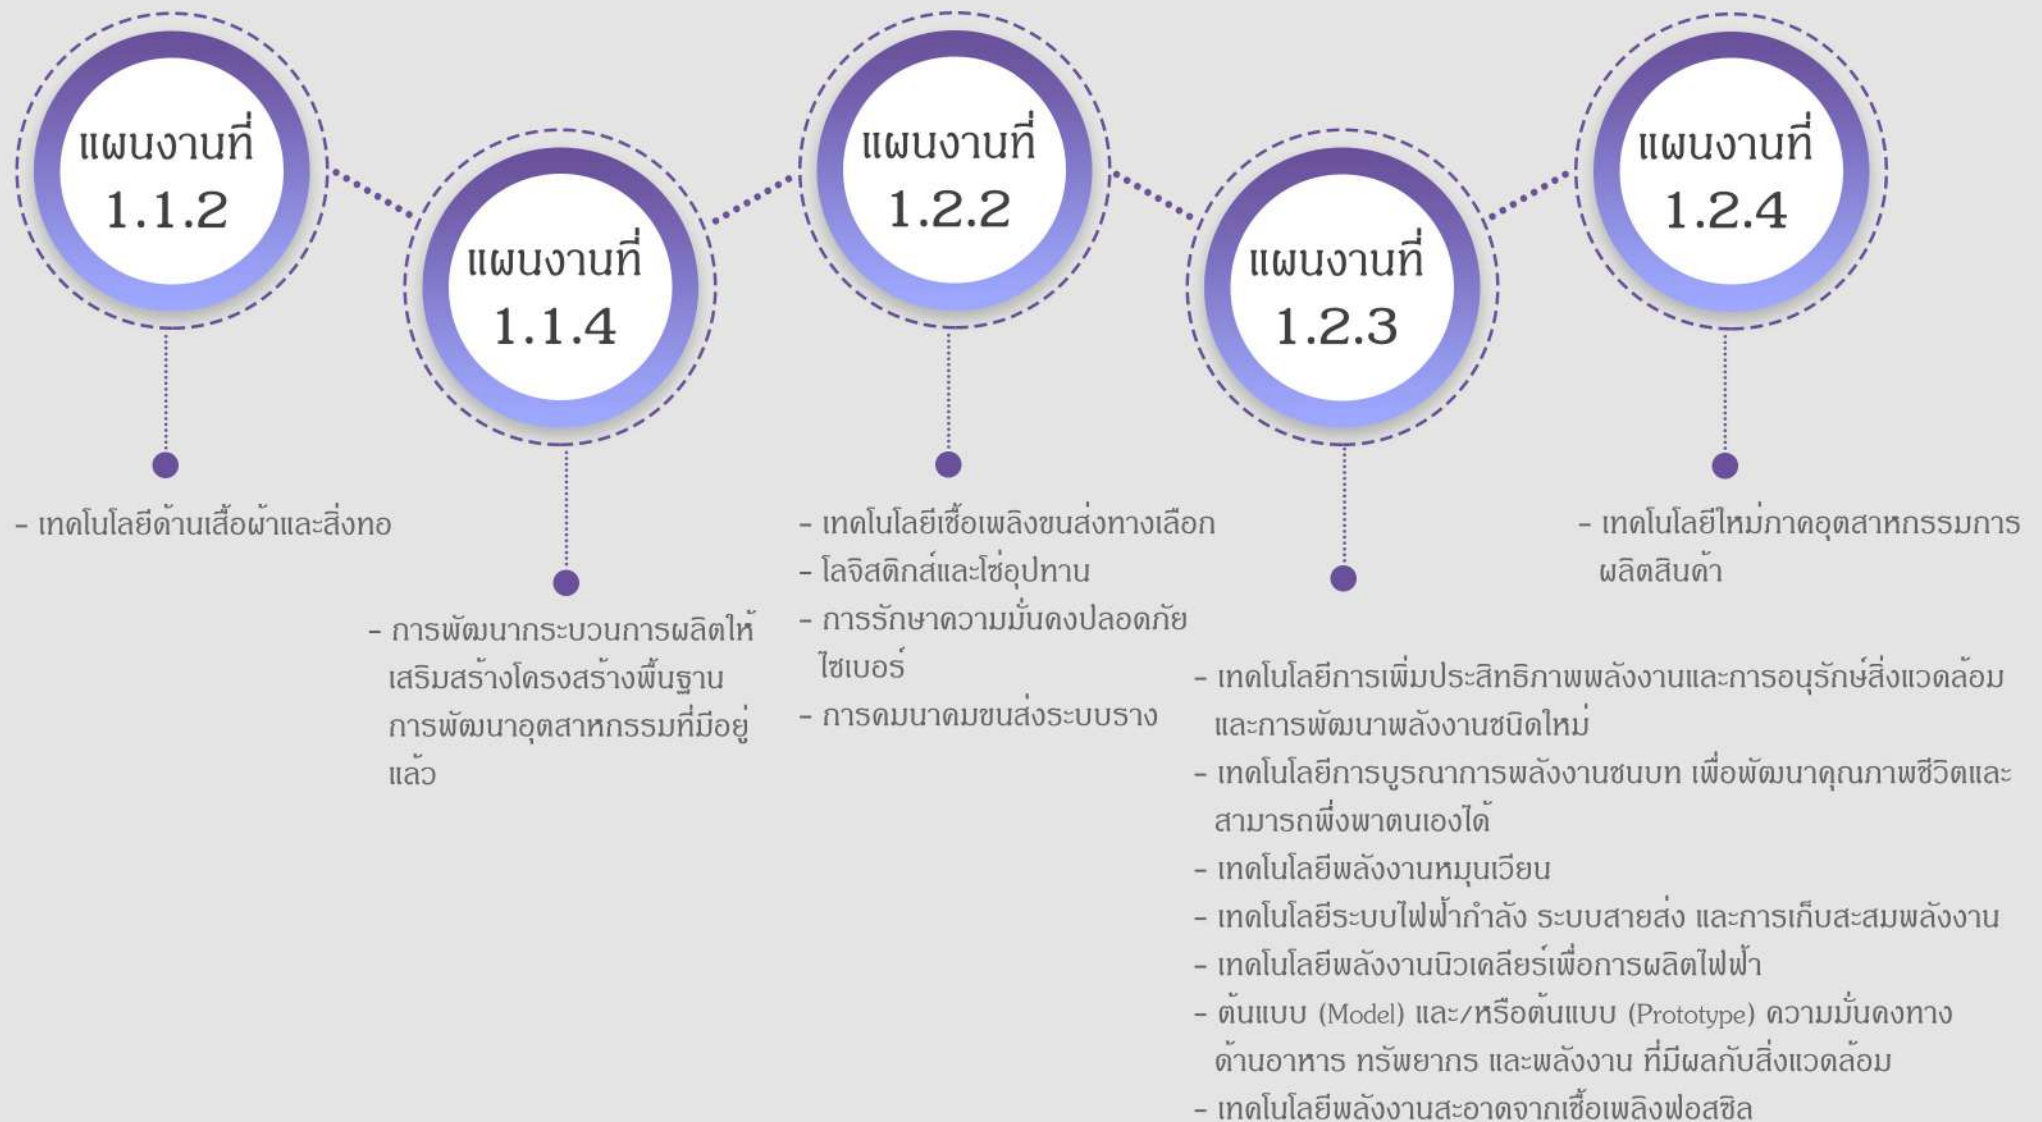 แผนงานที่
1.1.2
- เทคโนโลยีด้านเสื้อผ้าและสิ่งทอ
แผนงานที่
1.1.4
- การพัฒนากระบวนการผลิตให้
เสริมสร้างโครงสร้างพื้นฐาน
การพัฒนาอุตสาหกรรมที่มีอยู่
แล้ว
แผนงานที่
1.2.2
- เทคโนโลยีเชื้อเพลิงขนส่งทางเลือก
- โลจิสติกส์และโซ่อุปทาน
- การรักษาความมั่นคงปลอดภัย
ไซเบอร์
- การคมนาคมขนส่งระบบราง
แผนงานที่
1.2.3
- เทคโนโลยีการเพิ่มประสิทธิภาพพลังงานและการอนุรักษ์สิ่งแวดล้อม
และการพัฒนาพลังงานชนิดใหม่
- เทคโนโลยีการบูรณาการพลังงานชนบท เพื่อพัฒนาคุณภาพชีวิตและ
สามารถพึ่งพาตนเองได้
- เทคโนโลยีพลังงานหมุนเวียน
- เทคโนโลยีระบบไฟฟ้ากำลัง ระบบสายส่ง และการเก็บสะสมพลังงาน
- เทคโนโลยีพลังงานนิวเคลียร์เพื่อการผลิตไฟฟ้า
- ต้นแบบ (Model) และ/หรือต้นแบบ (Prototype) ความมั่นคงทาง
ด้านอาหาร ทรัพยากร และพลังงาน ที่มีผลกับสิ่งแวดล้อม
- เทคโนโลยีพลังงานสะอาดจากเชื้อเพลิงฟอสซิล
แผนงานที่
1.2.4
- เทคโนโลยีใหม่ภาคอุตสาหกรรมการ
ผลิตสินค้า